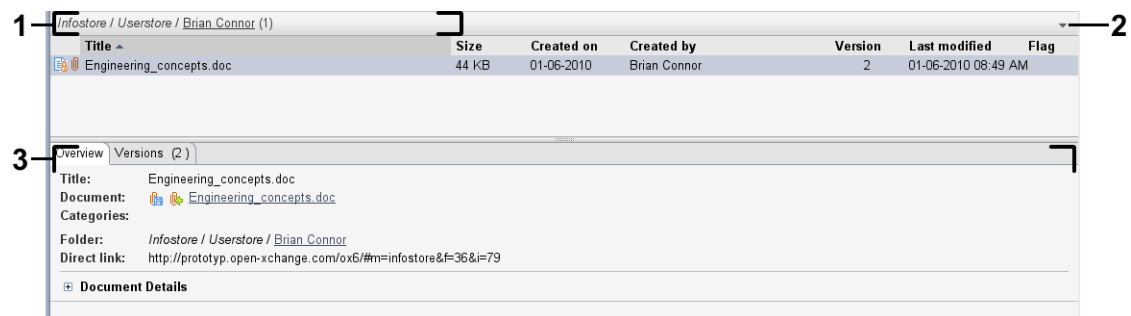 1 Infostore / Userstore / Brian Connor (1) 2
Title Size Created on Created by Version Last modified Flag
Engineering_concepts.doc 44 KB 01-06-2010 Brian Connor 2 01-06-2010 08:49 AM
3 Overview Versions (2)
Title: Engineering_concepts.doc
Document: Engineering_concepts.doc
Categories:
Folder: Infostore / Userstore / Brian Connor
Direct link: http://prototyp.open-xchange.com/ox6/#m=infostore&f=36&i=79
Document Details